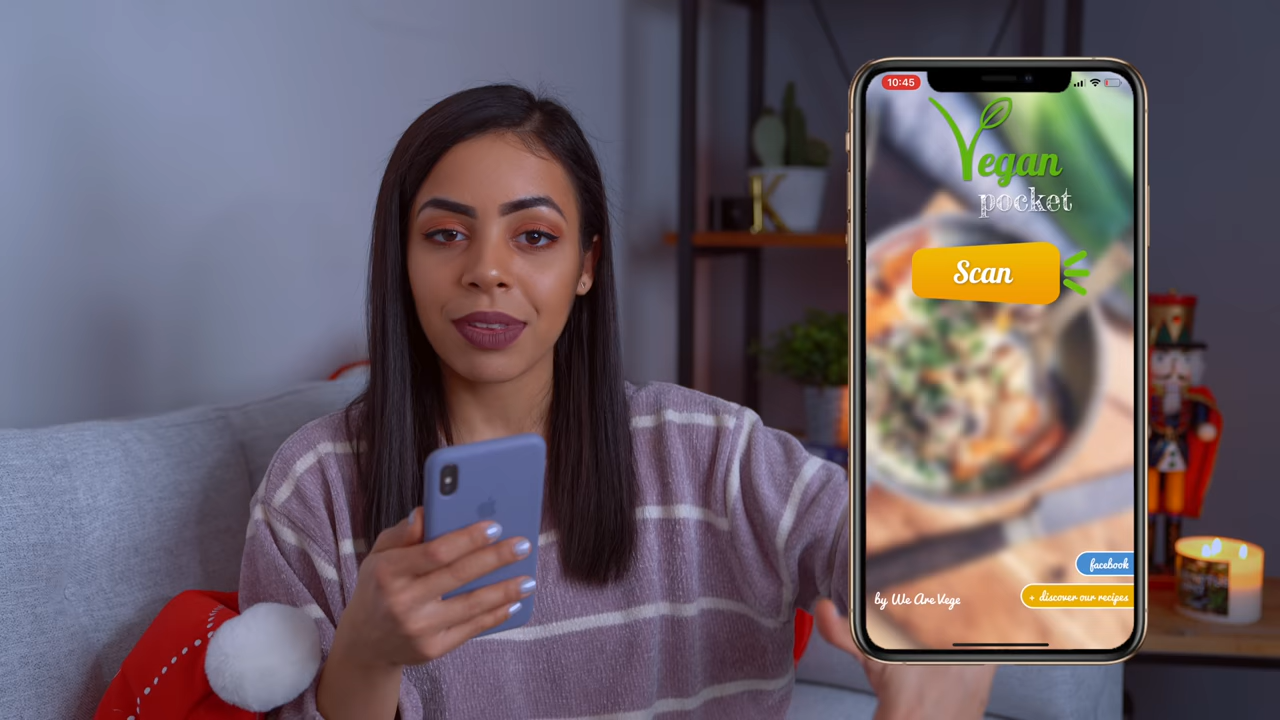 10:45
Vegan
pocket
Scan
facebook
+ discover our recipes
by We Are Vege
K